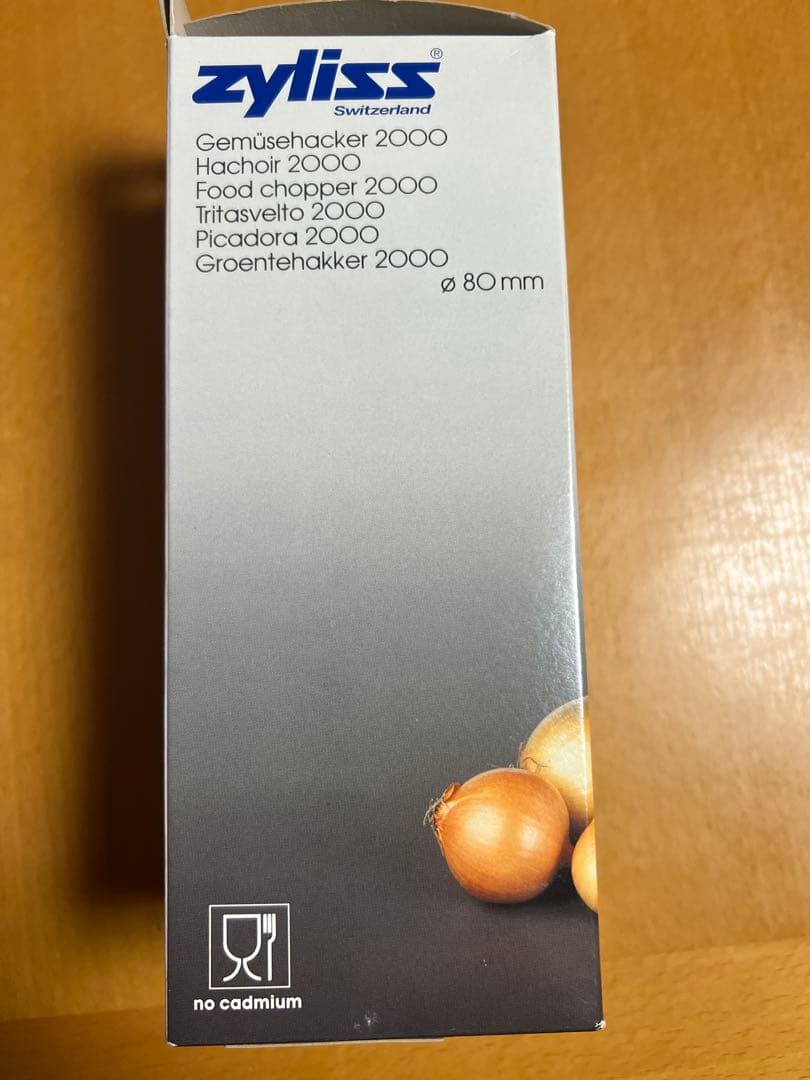 zyliss®
Switzerland
Gemüsehacker 2000
Hachoir 2000
Food chopper 2000
Tritasvelto 2000
Picadora 2000
Groentehakker 2000
ø 80 mm
no cadmium